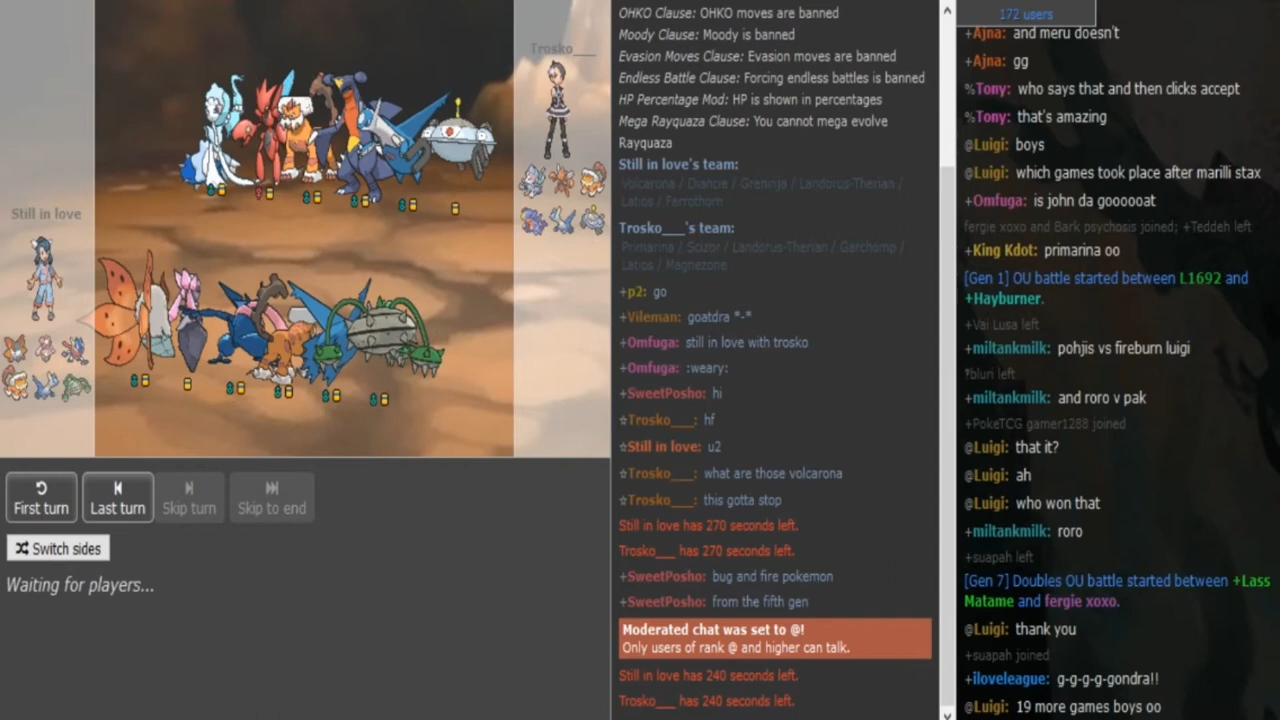 Trosko___
Still in love
First turn
Last turn
Skip turn
Skip to end
Switch sides
Waiting for players...
OHKO Clause: OHKO moves are banned
Moody Clause: Moody is banned
Evasion Moves Clause: Evasion moves are banned
Endless Battle Clause: Forcing endless battles is banned
HP Percentage Mod: HP is shown in percentages
Mega Rayquaza Clause: You cannot mega evolve
Rayquaza
Still in love's team:
Volcarona / Diancie / Greninja / Landorus-Therian /
Latios / Ferrothorn
Trosko___'s team:
Primarina / Scizor / Landorus-Therian / Garchomp /
Latios / Magnezone
+p2: go
+Vileman: goatdra *-*
+Omfuga: still in love with trosko
+Omfuga: :weary:
+SweetPosho: hi
☆Trosko___: hf
☆Still in love: u2
☆Trosko___: what are those volcarona
☆Trosko___: this gotta stop
Still in love has 270 seconds left.
Trosko___ has 270 seconds left.
+SweetPosho: bug and fire pokemon
+SweetPosho: from the fifth gen
Moderated chat was set to @!
Only users of rank @ and higher can talk.
Still in love has 240 seconds left.
Trosko___ has 240 seconds left.
172 users
+Ajna: and meru doesn't
+Ajna: gg
%Tony: who says that and then clicks accept
%Tony: that's amazing
@Luigi: boys
@Luigi: which games took place after marilli stax
+Omfuga: is john da goooooat
fergie xoxo and Bark psychosis joined; +Teddeh left
+King Kdot: primarina oo
[Gen 1] OU battle started between L1692 and
+Hayburner.
+Vai Lusa left
+miltankmilk: pohjis vs fireburn luigi
?bluri left
+miltankmilk: and roro v pak
+PokeTCG gamer1288 joined
@Luigi: that it?
@Luigi: ah
@Luigi: who won that
+miltankmilk: roro
+suapah left
[Gen 7] Doubles OU battle started between +Lass
Matame and fergie xoxo.
@Luigi: thank you
+suapah joined
+iloveleague: g-g-g-g-gondra!!
@Luigi: 19 more games boys oo